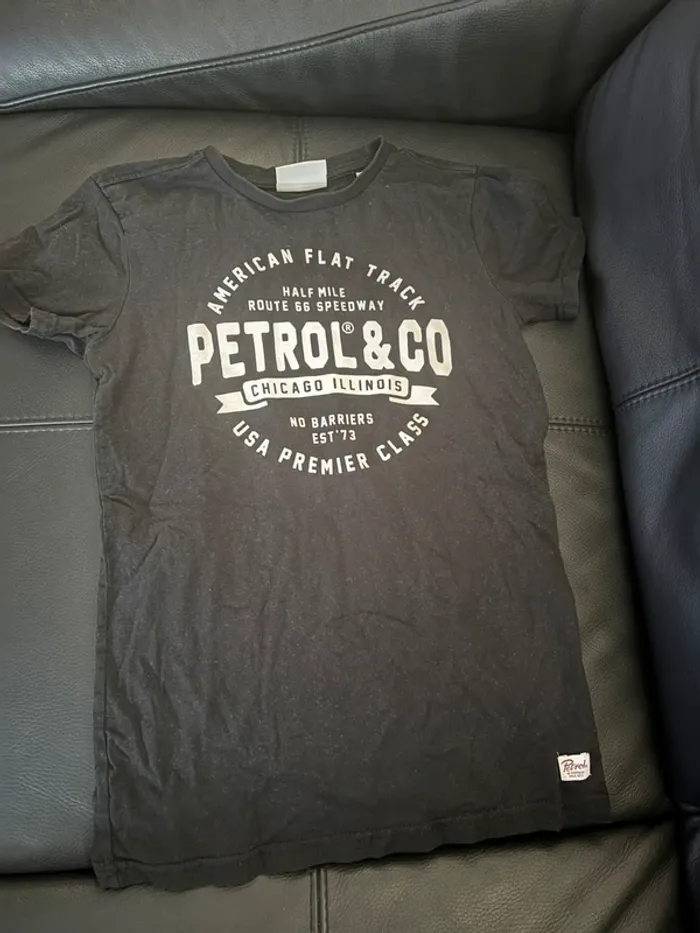 AMERICAN FLAT TRACK
HALF MILE
ROUTE 66 SPEEDWAY
PETROL®&CO
CHICAGO ILLINOIS
NO BARRIERS
EST'73
USA PREMIER CLASS
Petrol